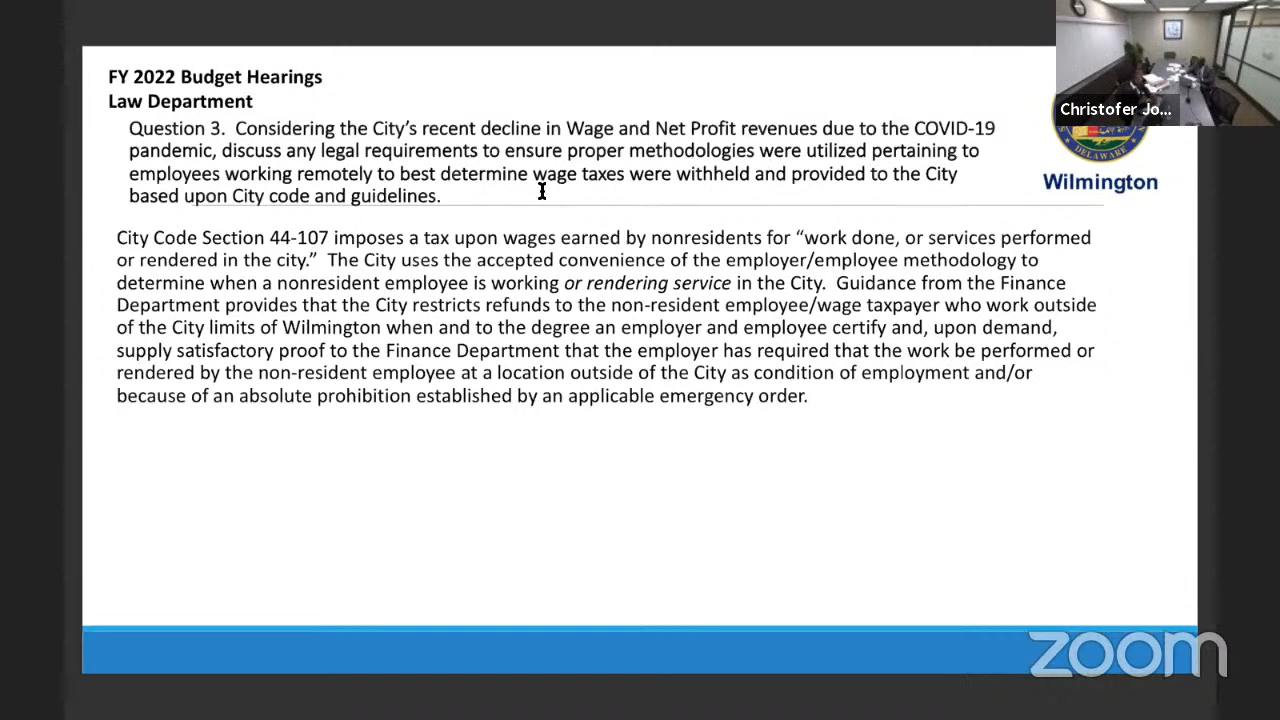 FY 2022 Budget Hearings
Law Department
Question 3.  Considering the City’s recent decline in Wage and Net Profit revenues due to the COVID-19
pandemic, discuss any legal requirements to ensure proper methodologies were utilized pertaining to
employees working remotely to best determine wage taxes were withheld and provided to the City
based upon City code and guidelines.
Christofer Jo...
DELAWARE
Wilmington
City Code Section 44-107 imposes a tax upon wages earned by nonresidents for “work done, or services performed
or rendered in the city.”  The City uses the accepted convenience of the employer/employee methodology to
determine when a nonresident employee is working or rendering service in the City.  Guidance from the Finance
Department provides that the City restricts refunds to the non-resident employee/wage taxpayer who work outside
of the City limits of Wilmington when and to the degree an employer and employee certify and, upon demand,
supply satisfactory proof to the Finance Department that the employer has required that the work be performed or
rendered by the non-resident employee at a location outside of the City as condition of employment and/or
because of an absolute prohibition established by an applicable emergency order.
zoom